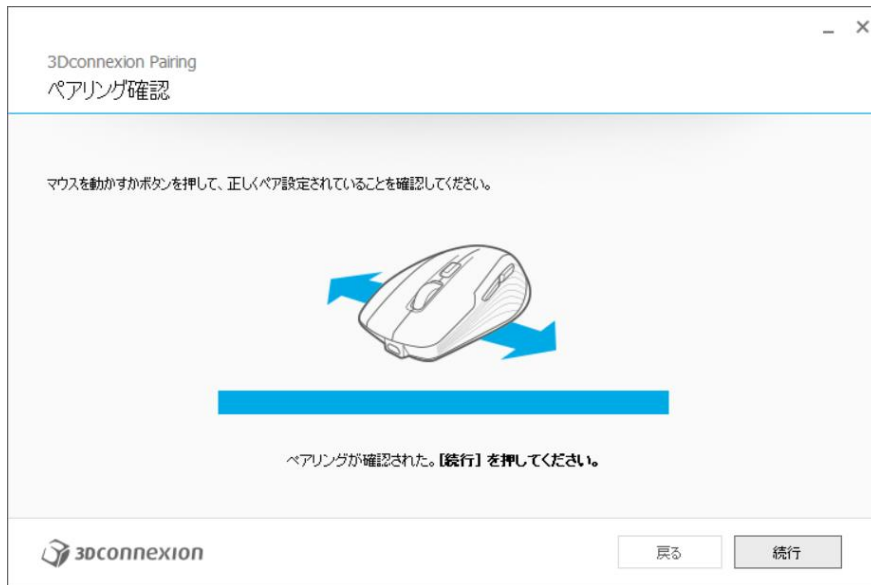 3Dconnexion Pairing
ペアリング確認
マウスを動かすかボタンを押して、正しくペア設定されていることを確認してください。
ペアリングが確認された。[続行] を押してください。
3DCONNEXION
戻る
続行